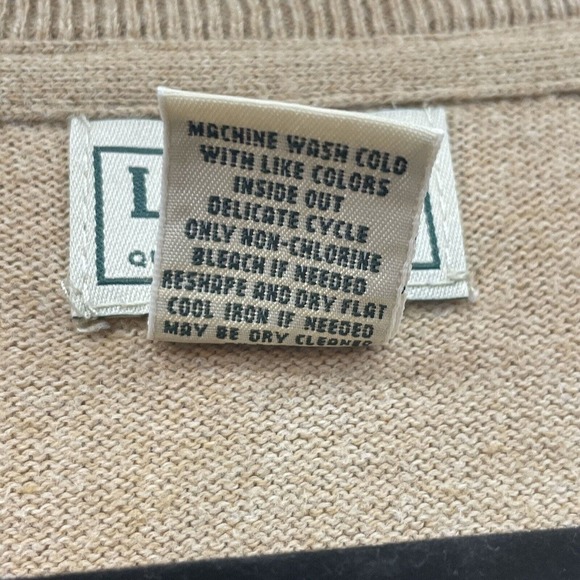 MACHINE WASH COLD
WITH LIKE COLORS
INSIDE OUT
DELICATE CYCLE
ONLY NON-CHLORINE
BLEACH IF NEEDED
RESHAPE AND DRY FLAT
COOL IRON IF NEEDED
MAY BE DRY CLEANED
L
QU